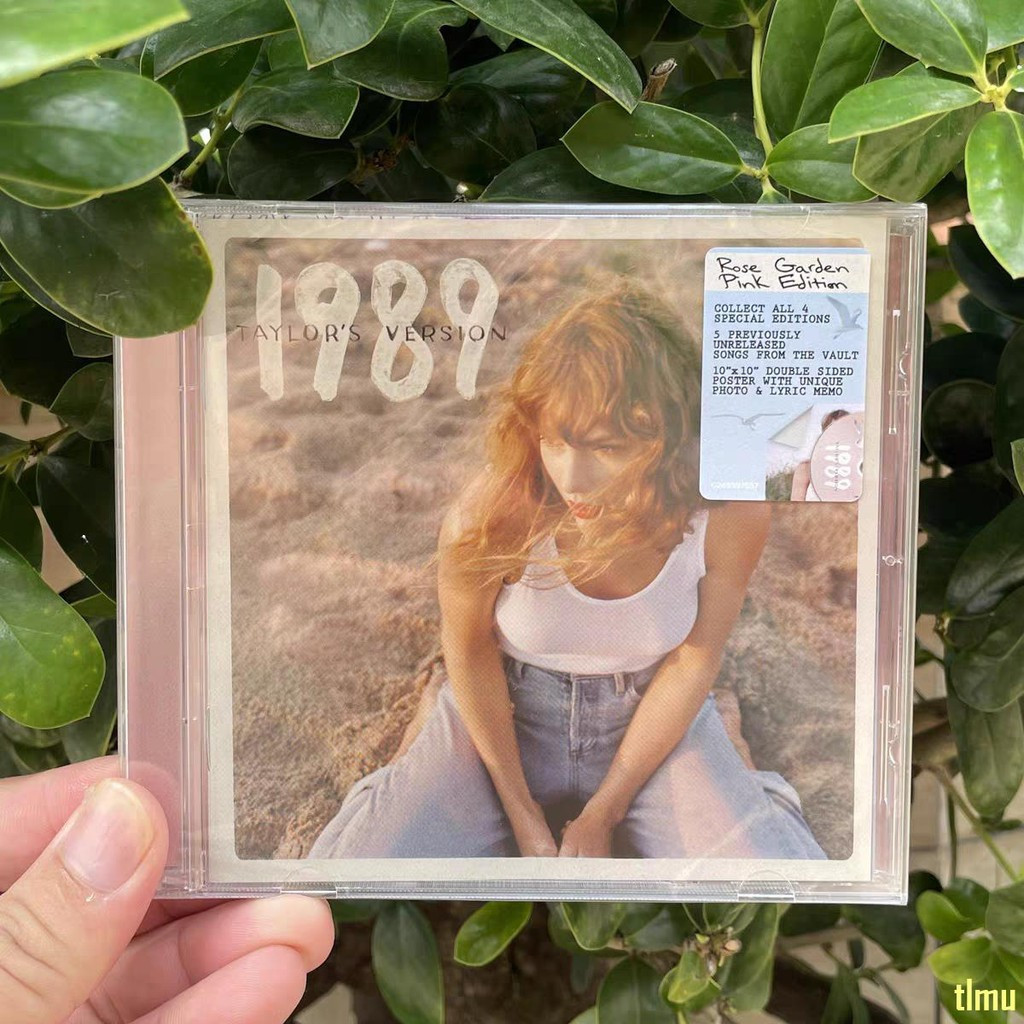 1989
TAYLOR'S VERSION
Rose Garden
Pink Edition
COLLECT ALL 4
SPECIAL EDITIONS
5 PREVIOUSLY
UNRELEASED
SONGS FROM THE VAULT
10"x10" DOUBLE SIDED
POSTER WITH UNIQUE
PHOTO & LYRIC MEMO
1989
tlmu